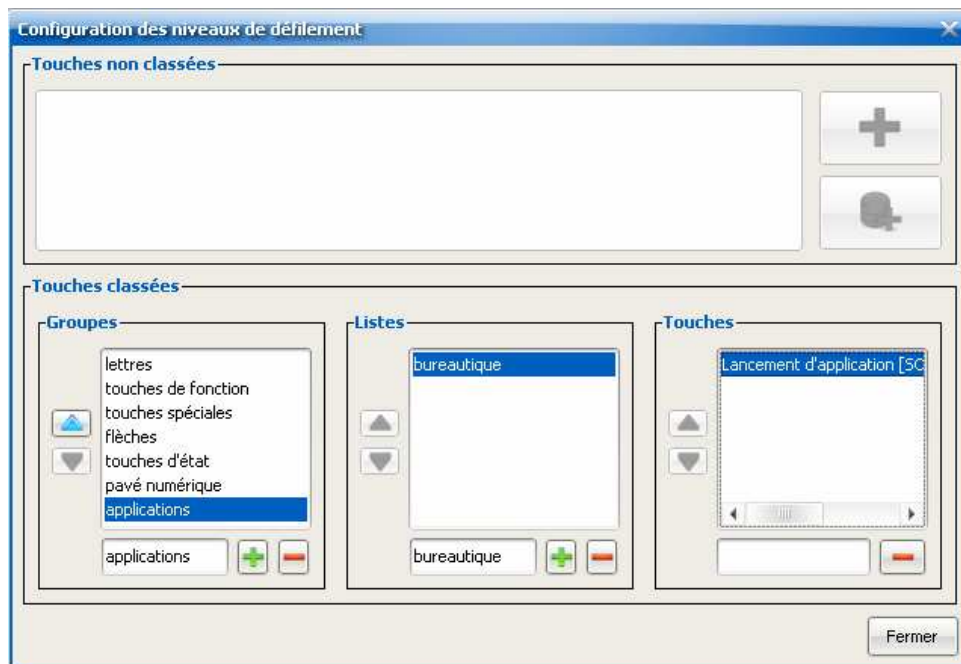 Configuration des niveaux de défilement
Touches non classées
Touches classées
Groupes
lettres
touches de fonction
touches spéciales
flèches
touches d'état
pavé numérique
applications
applications
Listes
bureautique
bureautique
Touches
Lancement d'application [SC
Fermer